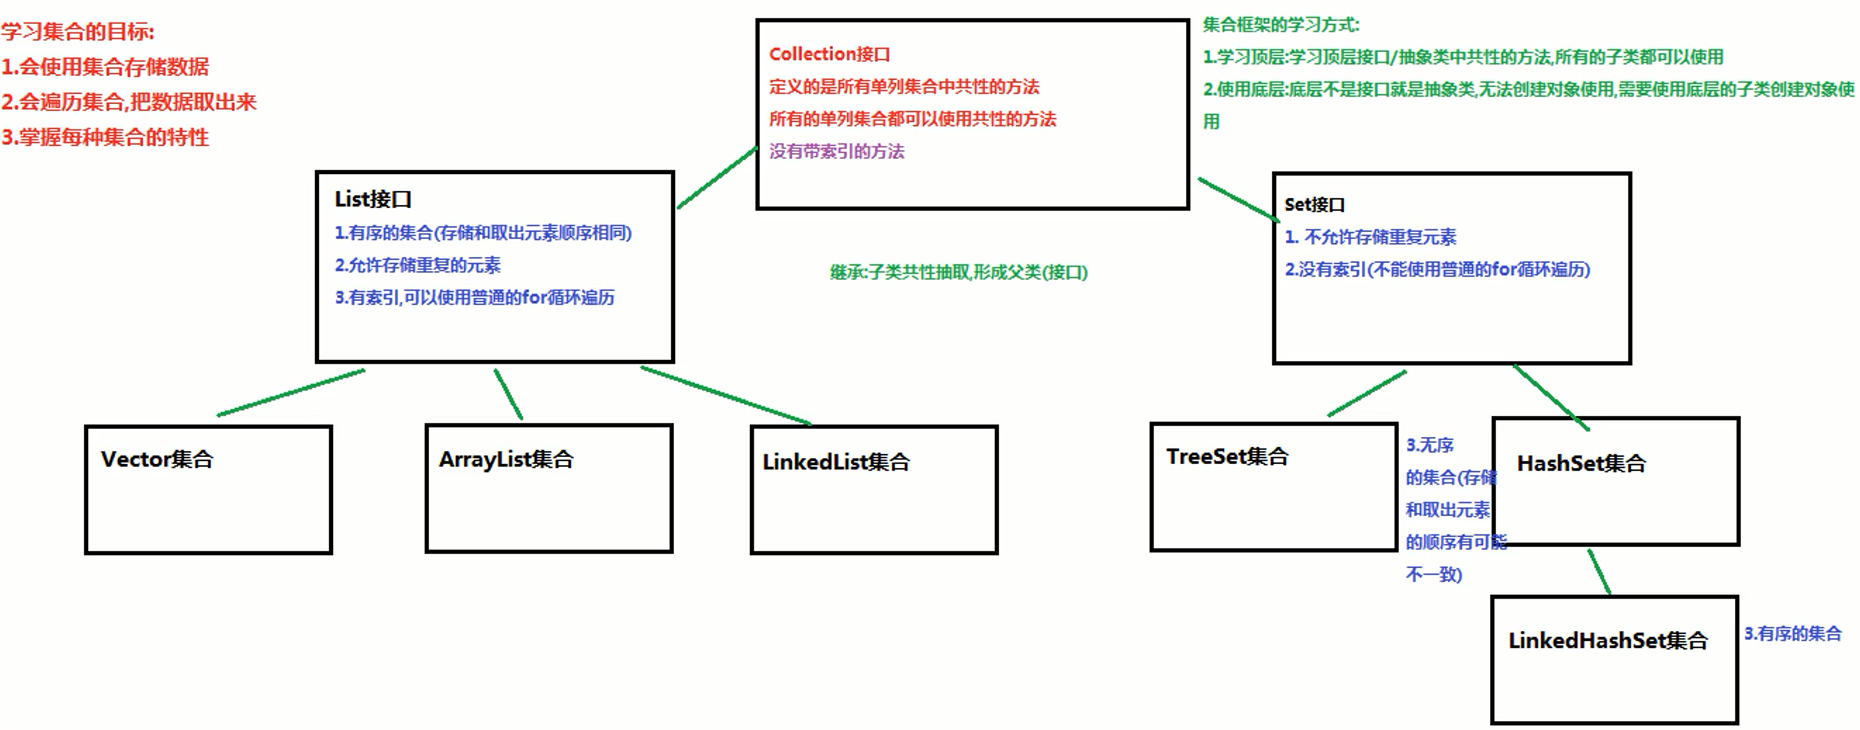 学习集合的目标:
1.会使用集合存储数据
2.会遍历集合,把数据取出来
3.掌握每种集合的特性
Collection接口
定义的是所有单列集合中共性的方法
所有的单列集合都可以使用共性的方法
没有带索引的方法
集合框架的学习方式:
1.学习顶层:学习顶层接口/抽象类中共性的方法,所有的子类都可以使用
2.使用底层:底层不是接口就是抽象类,无法创建对象使用,需要使用底层的子类创建对象使
用
List接口
1.有序的集合(存储和取出元素顺序相同)
2.允许存储重复的元素
3.有索引,可以使用普通的for循环遍历
继承:子类共性抽取,形成父类(接口)
Set接口
1. 不允许存储重复元素
2.没有索引(不能使用普通的for循环遍历)
Vector集合
ArrayList集合
LinkedList集合
TreeSet集合
3.无序
的集合(存储
和取出元素
的顺序有可能
不一致)
HashSet集合
LinkedHashSet集合
3.有序的集合